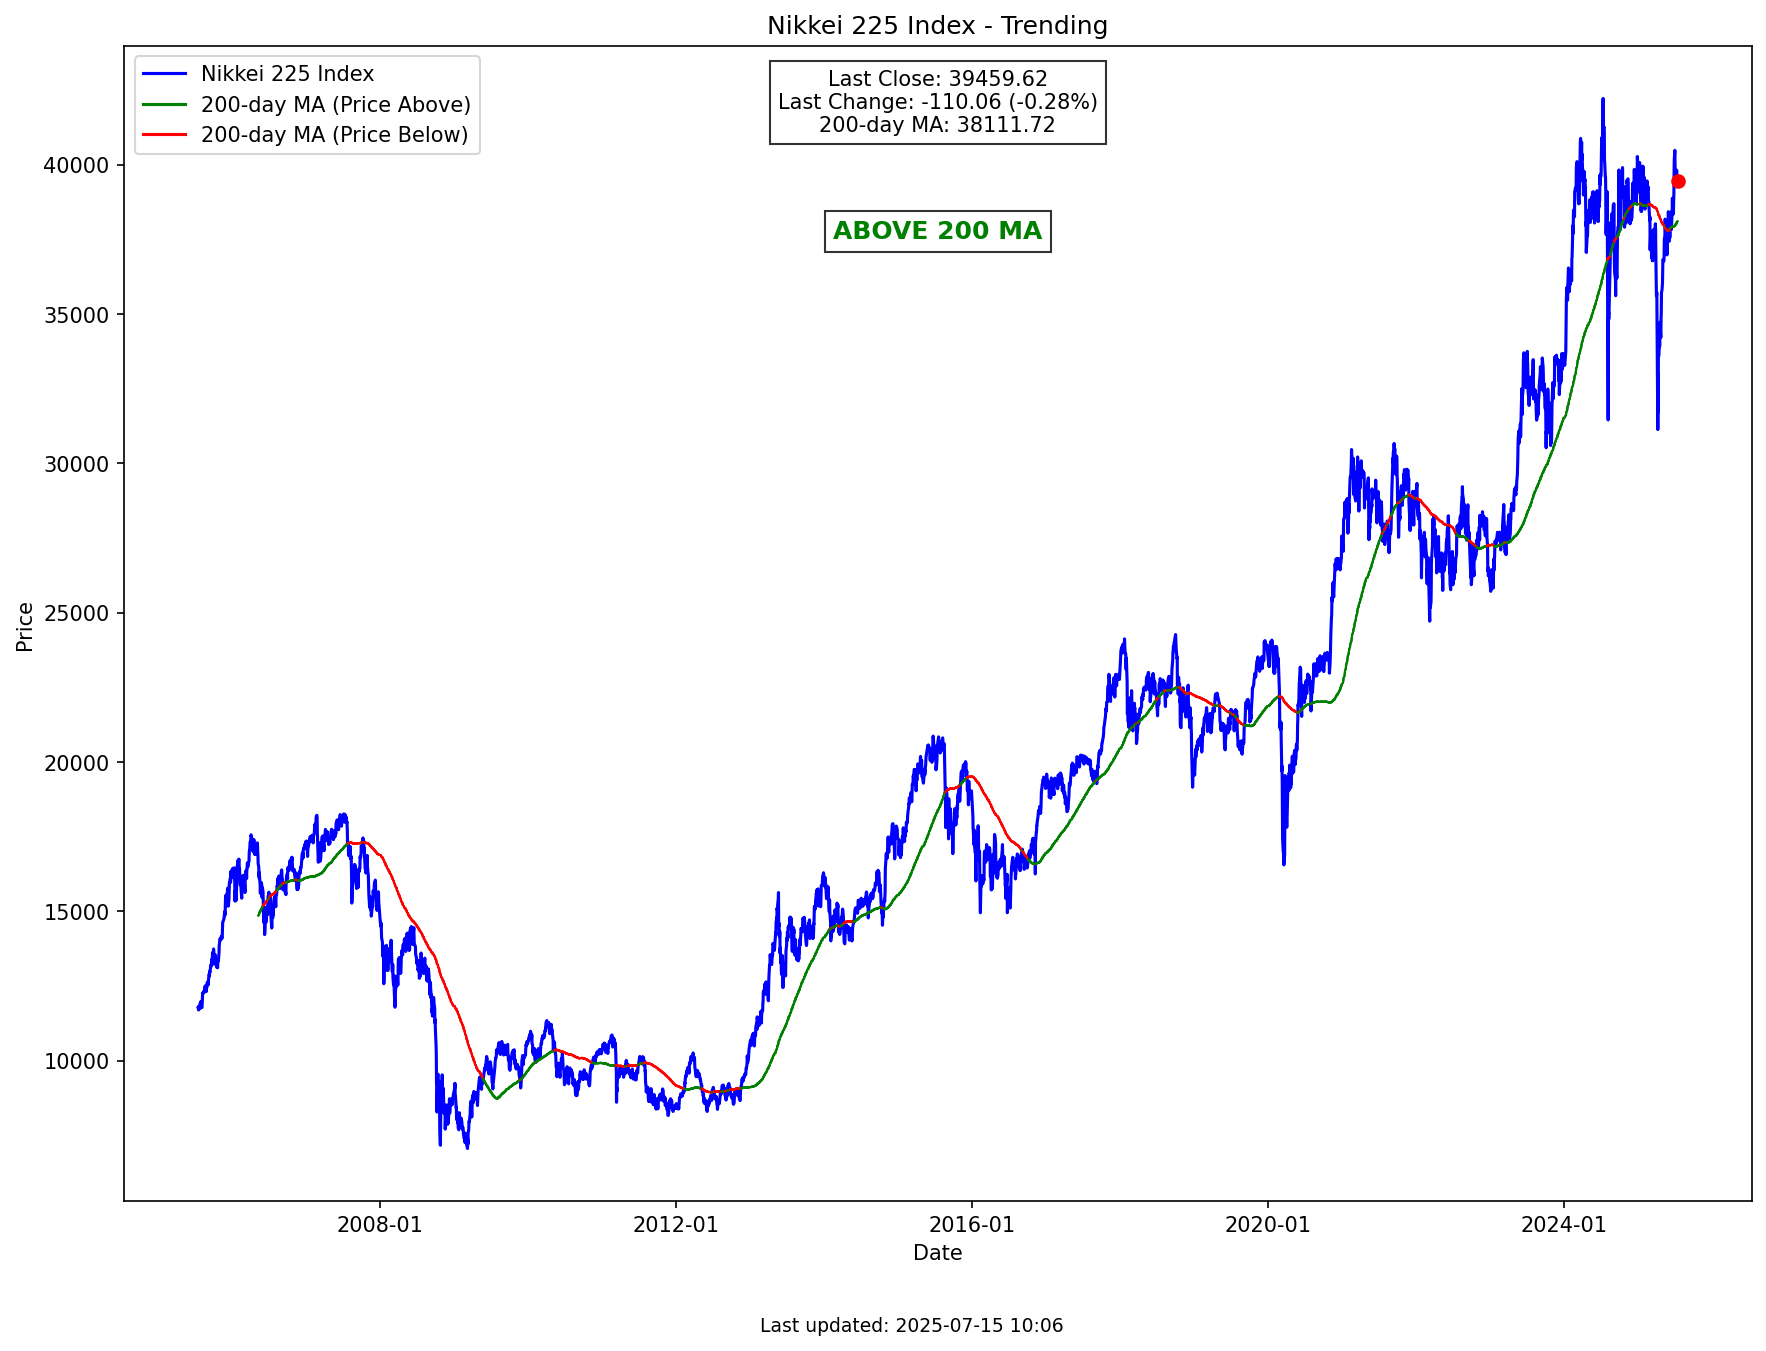 Nikkei 225 Index - Trending
Nikkei 225 Index
200-day MA (Price Above)
200-day MA (Price Below)
Last Close: 39459.62
Last Change: -110.06 (-0.28%)
200-day MA: 38111.72
ABOVE 200 MA
Price
40000
35000
30000
25000
20000
15000
10000
2008-01
2012-01
2016-01
2020-01
2024-01
Date
Last updated: 2025-07-15 10:06